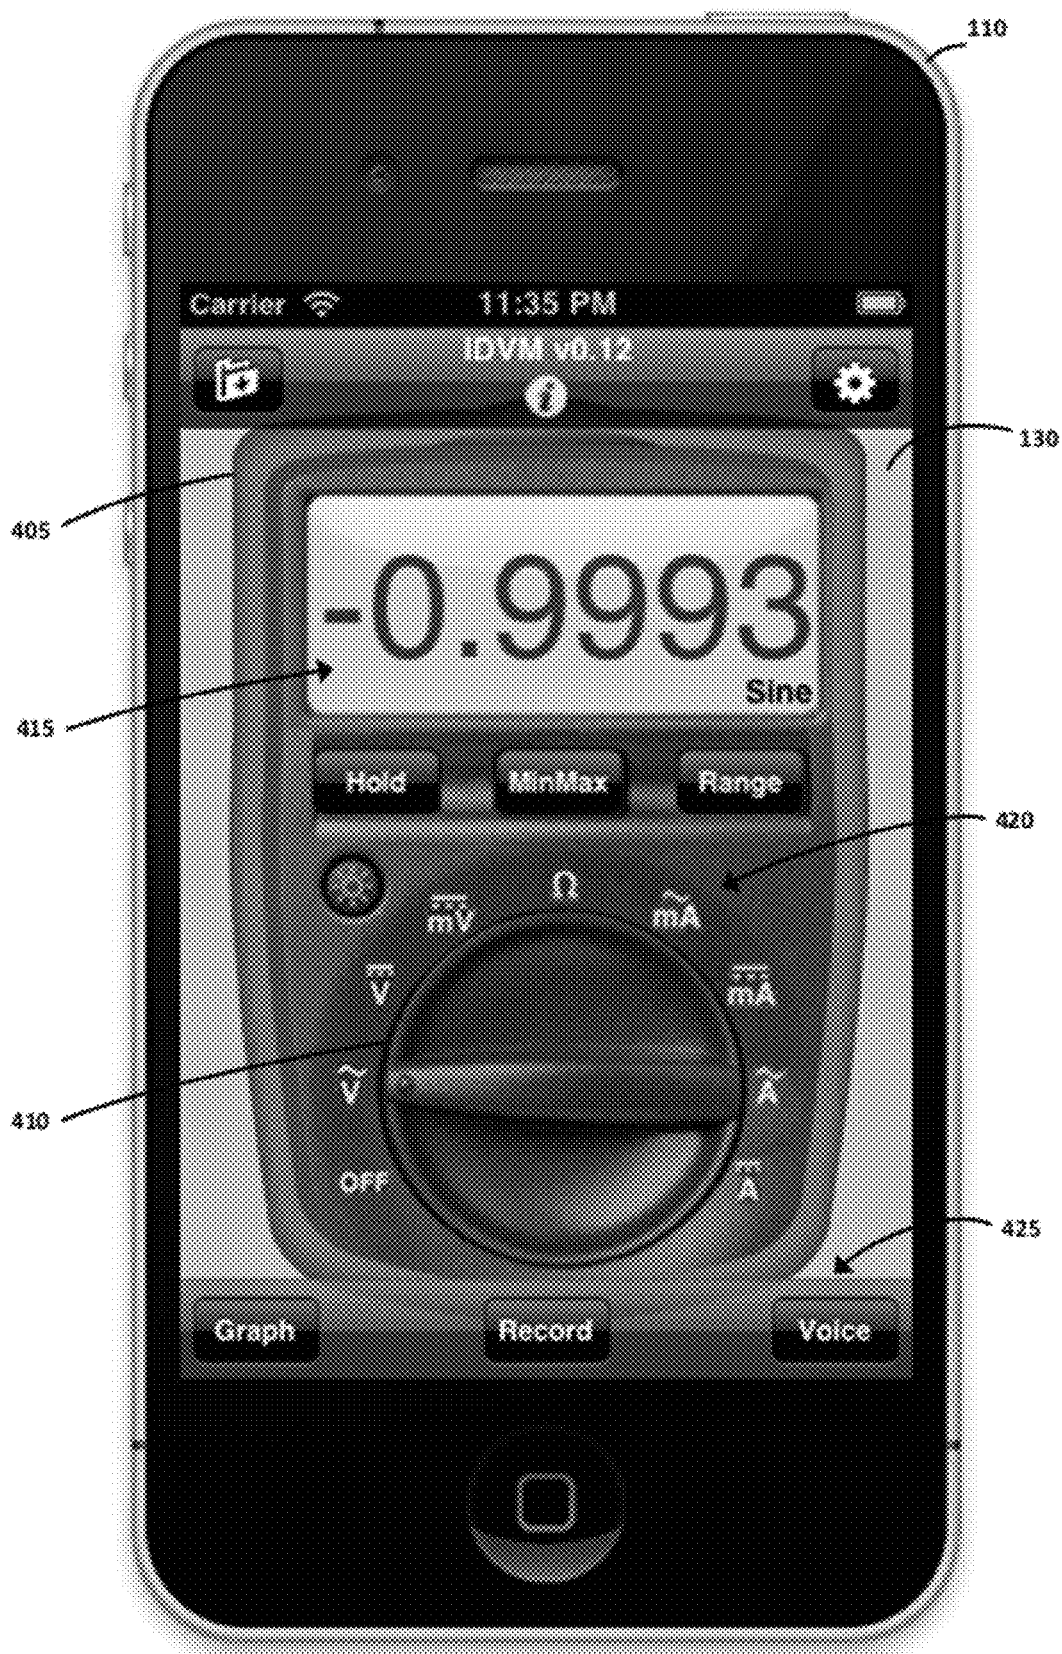 110
Carrier 11:35 PM
IDVM v0.12
i
130
405
-0.9993
Sine
415
Hold MinMax Range
420
Ω
mV mA
V mA
V A
410
OFF A
425
Graph Record Voice